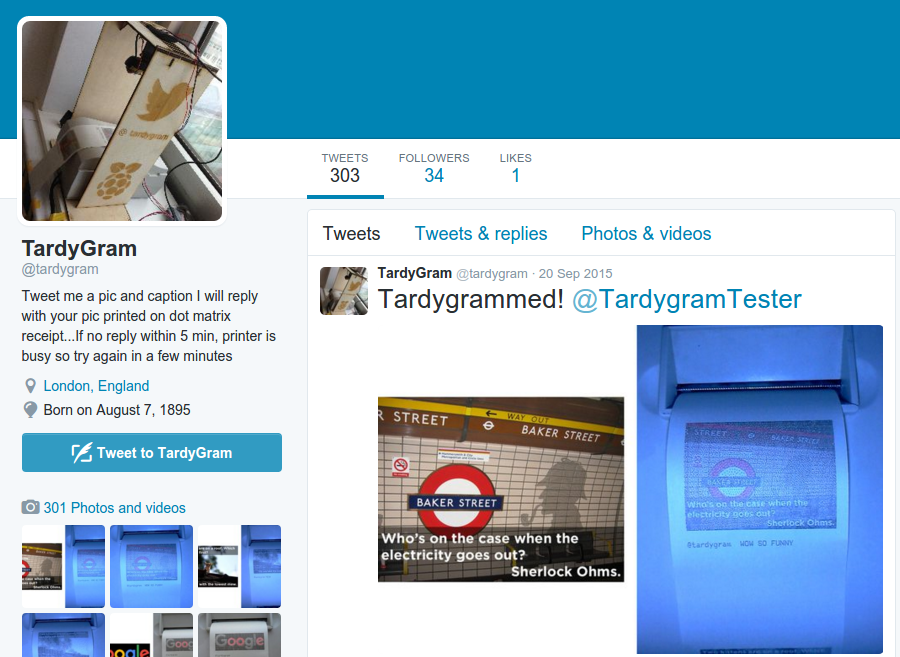 @ tardygram
TWEETS
303
FOLLOWERS
34
LIKES
1
TardyGram
@tardygram
Tweet me a pic and caption I will reply
with your pic printed on dot matrix
receipt...If no reply within 5 min, printer is
busy so try again in a few minutes
London, England
Born on August 7, 1895
Tweet to TardyGram
301 Photos and videos
Google
Tweets
Tweets & replies
Photos & videos
TardyGram @tardygram · 20 Sep 2015
Tardygrammed! @TardygramTester
R STREET
WAY OUT
BAKER STREET
BAKER STREET
Who's on the case when the
electricity goes out?
Sherlock Ohms.
STREET
BAKER STREET
BAKER STREET
Who's on the case when the
electricity goes out?
Sherlock Ohms.
@tardygram WOW SO FUNNY